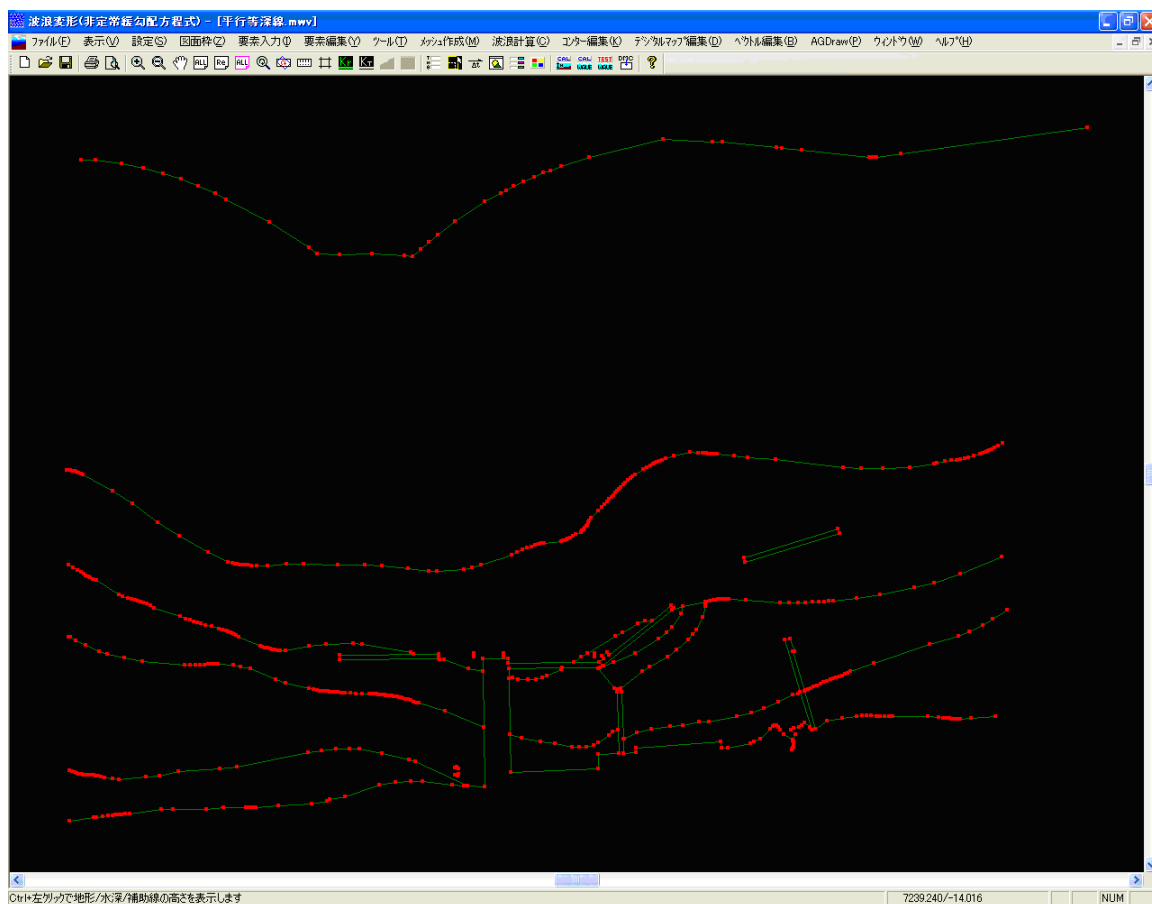 波浪変形(非定常緩勾配方程式) - [平行等深線.mwv]
ファイル(F) 表示(V) 設定(S) 図面枠(Z) 要素入力(I) 要素編集(Y) ツール(T) メッシュ作成(M) 波浪計算(C) コンター編集(K) デジタルマップ編集(D) ベクトル編集(B) AGDraw(P) ウィンドウ(W) ヘルプ(H)
ALL Re ALL
Ctrl+左クリックで地形/水深/補助線の高さを表示します 7239.240/-14.016 NUM